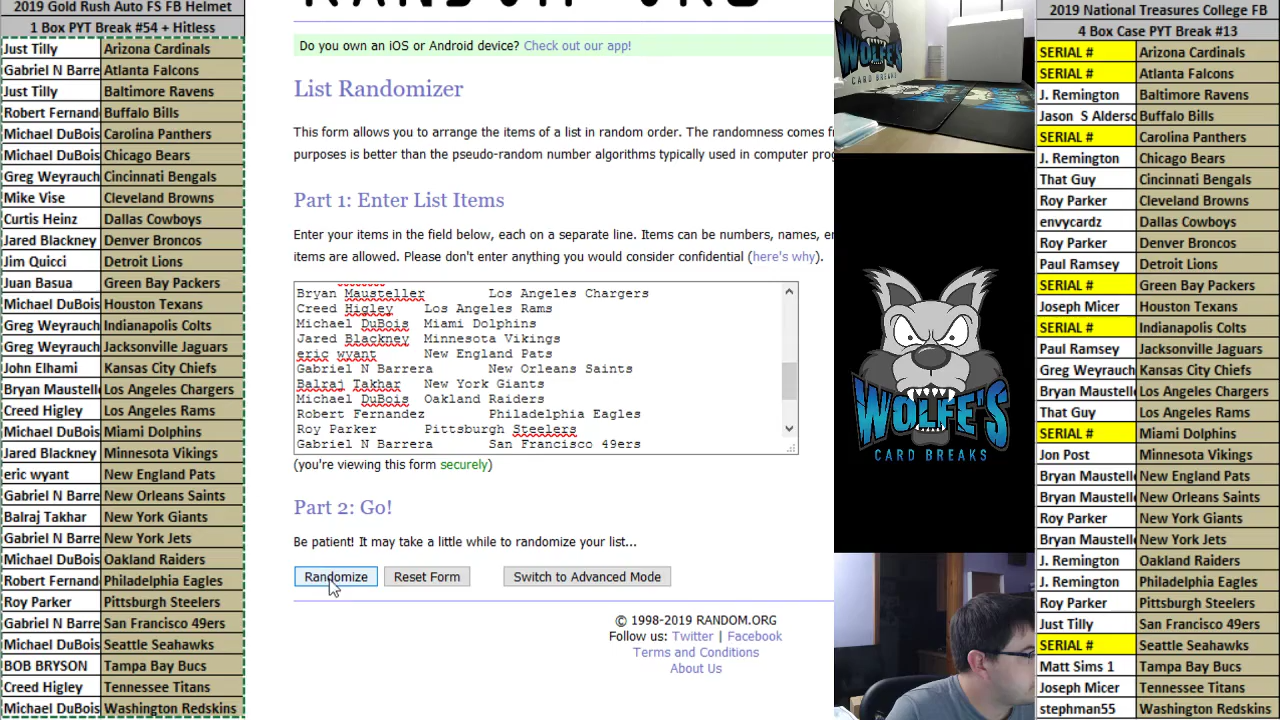 2019 Gold Rush Auto FS FB Helmet
1 Box PYT Break #54 + Hitless
Just Tilly Arizona Cardinals
Gabriel N Barre Atlanta Falcons
Just Tilly Baltimore Ravens
Robert Fernand Buffalo Bills
Michael DuBois Carolina Panthers
Michael DuBois Chicago Bears
Greg Weyrauch Cincinnati Bengals
Mike Vise Cleveland Browns
Curtis Heinz Dallas Cowboys
Jared Blackney Denver Broncos
Jim Quicci Detroit Lions
Juan Basua Green Bay Packers
Michael DuBois Houston Texans
Greg Weyrauch Indianapolis Colts
Greg Weyrauch Jacksonville Jaguars
John Elhami Kansas City Chiefs
Bryan Maustell Los Angeles Chargers
Creed Higley Los Angeles Rams
Michael DuBois Miami Dolphins
Jared Blackney Minnesota Vikings
eric wyant New England Pats
Gabriel N Barre New Orleans Saints
Balraj Takhar New York Giants
Gabriel N Barre New York Jets
Michael DuBois Oakland Raiders
Robert Fernand Philadelphia Eagles
Roy Parker Pittsburgh Steelers
Gabriel N Barre San Francisco 49ers
Michael DuBois Seattle Seahawks
BOB BRYSON Tampa Bay Bucs
Creed Higley Tennessee Titans
Michael DuBois Washington Redskins
RANDOM.ORG
Do you own an iOS or Android device? Check out our app!
List Randomizer
This form allows you to arrange the items of a list in random order. The randomness comes f
purposes is better than the pseudo-random number algorithms typically used in computer prog
Part 1: Enter List Items
Enter your items in the field below, each on a separate line. Items can be numbers, names, e
items are allowed. Please don't enter anything you would consider confidential (here's why).
Bryan Mausteller Los Angeles Chargers
Creed Higley Los Angeles Rams
Michael DuBois Miami Dolphins
Jared Blackney Minnesota Vikings
eric wyant New England Pats
Gabriel N Barrera New Orleans Saints
Balraj Takhar New York Giants
Michael DuBois Oakland Raiders
Robert Fernandez Philadelphia Eagles
Roy Parker Pittsburgh Steelers
Gabriel N Barrera San Francisco 49ers
(you're viewing this form securely)
Part 2: Go!
Be patient! It may take a little while to randomize your list...
Randomize Reset Form Switch to Advanced Mode
© 1998-2019 RANDOM.ORG
Follow us: Twitter | Facebook
Terms and Conditions
About Us
WOLFE'S
CARD BREAKS
2019 National Treasures College FB
4 Box Case PYT Break #13
SERIAL # Arizona Cardinals
SERIAL # Atlanta Falcons
J. Remington Baltimore Ravens
Jason S Alderso Buffalo Bills
SERIAL # Carolina Panthers
J. Remington Chicago Bears
That Guy Cincinnati Bengals
Roy Parker Cleveland Browns
envycardz Dallas Cowboys
Roy Parker Denver Broncos
Paul Ramsey Detroit Lions
SERIAL # Green Bay Packers
Joseph Micer Houston Texans
SERIAL # Indianapolis Colts
Paul Ramsey Jacksonville Jaguars
Greg Weyrauch Kansas City Chiefs
Bryan Maustelle Los Angeles Chargers
That Guy Los Angeles Rams
SERIAL # Miami Dolphins
Jon Post Minnesota Vikings
Bryan Maustelle New England Pats
Bryan Maustelle New Orleans Saints
Roy Parker New York Giants
Bryan Maustelle New York Jets
J. Remington Oakland Raiders
J. Remington Philadelphia Eagles
Roy Parker Pittsburgh Steelers
Just Tilly San Francisco 49ers
SERIAL # Seattle Seahawks
Matt Sims 1 Tampa Bay Bucs
Joseph Micer Tennessee Titans
stephman55 Washington Redskins